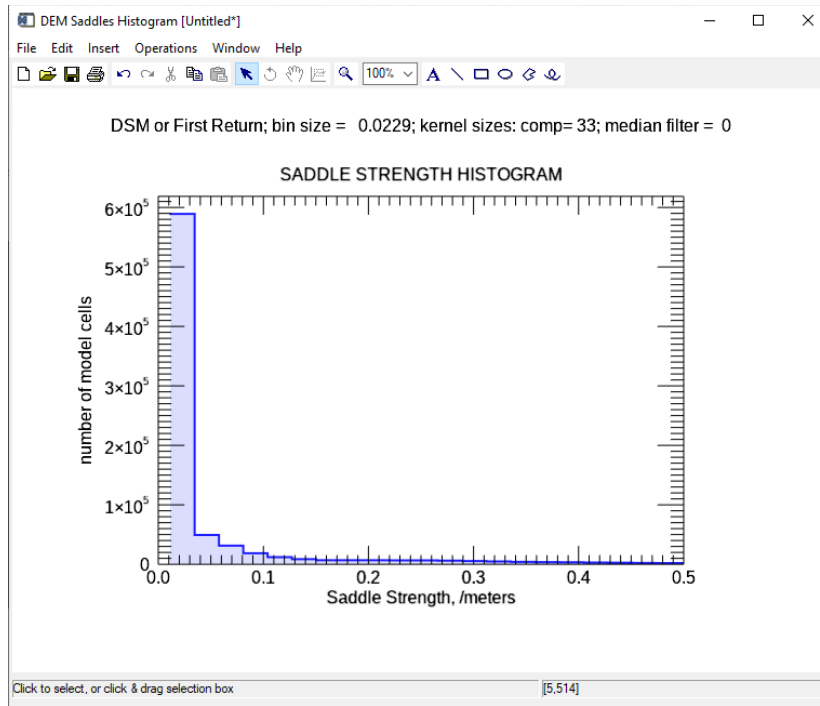 DEM Saddles Histogram [Untitled*]
File Edit Insert Operations Window Help
100%
A
DSM or First Return; bin size = 0.0229; kernel sizes: comp= 33; median filter = 0
SADDLE STRENGTH HISTOGRAM
6×10⁵
5×10⁵
4×10⁵
3×10⁵
2×10⁵
1×10⁵
0
number of model cells
0.0 0.1 0.2 0.3 0.4 0.5
Saddle Strength, /meters
Click to select, or click & drag selection box [5,514]